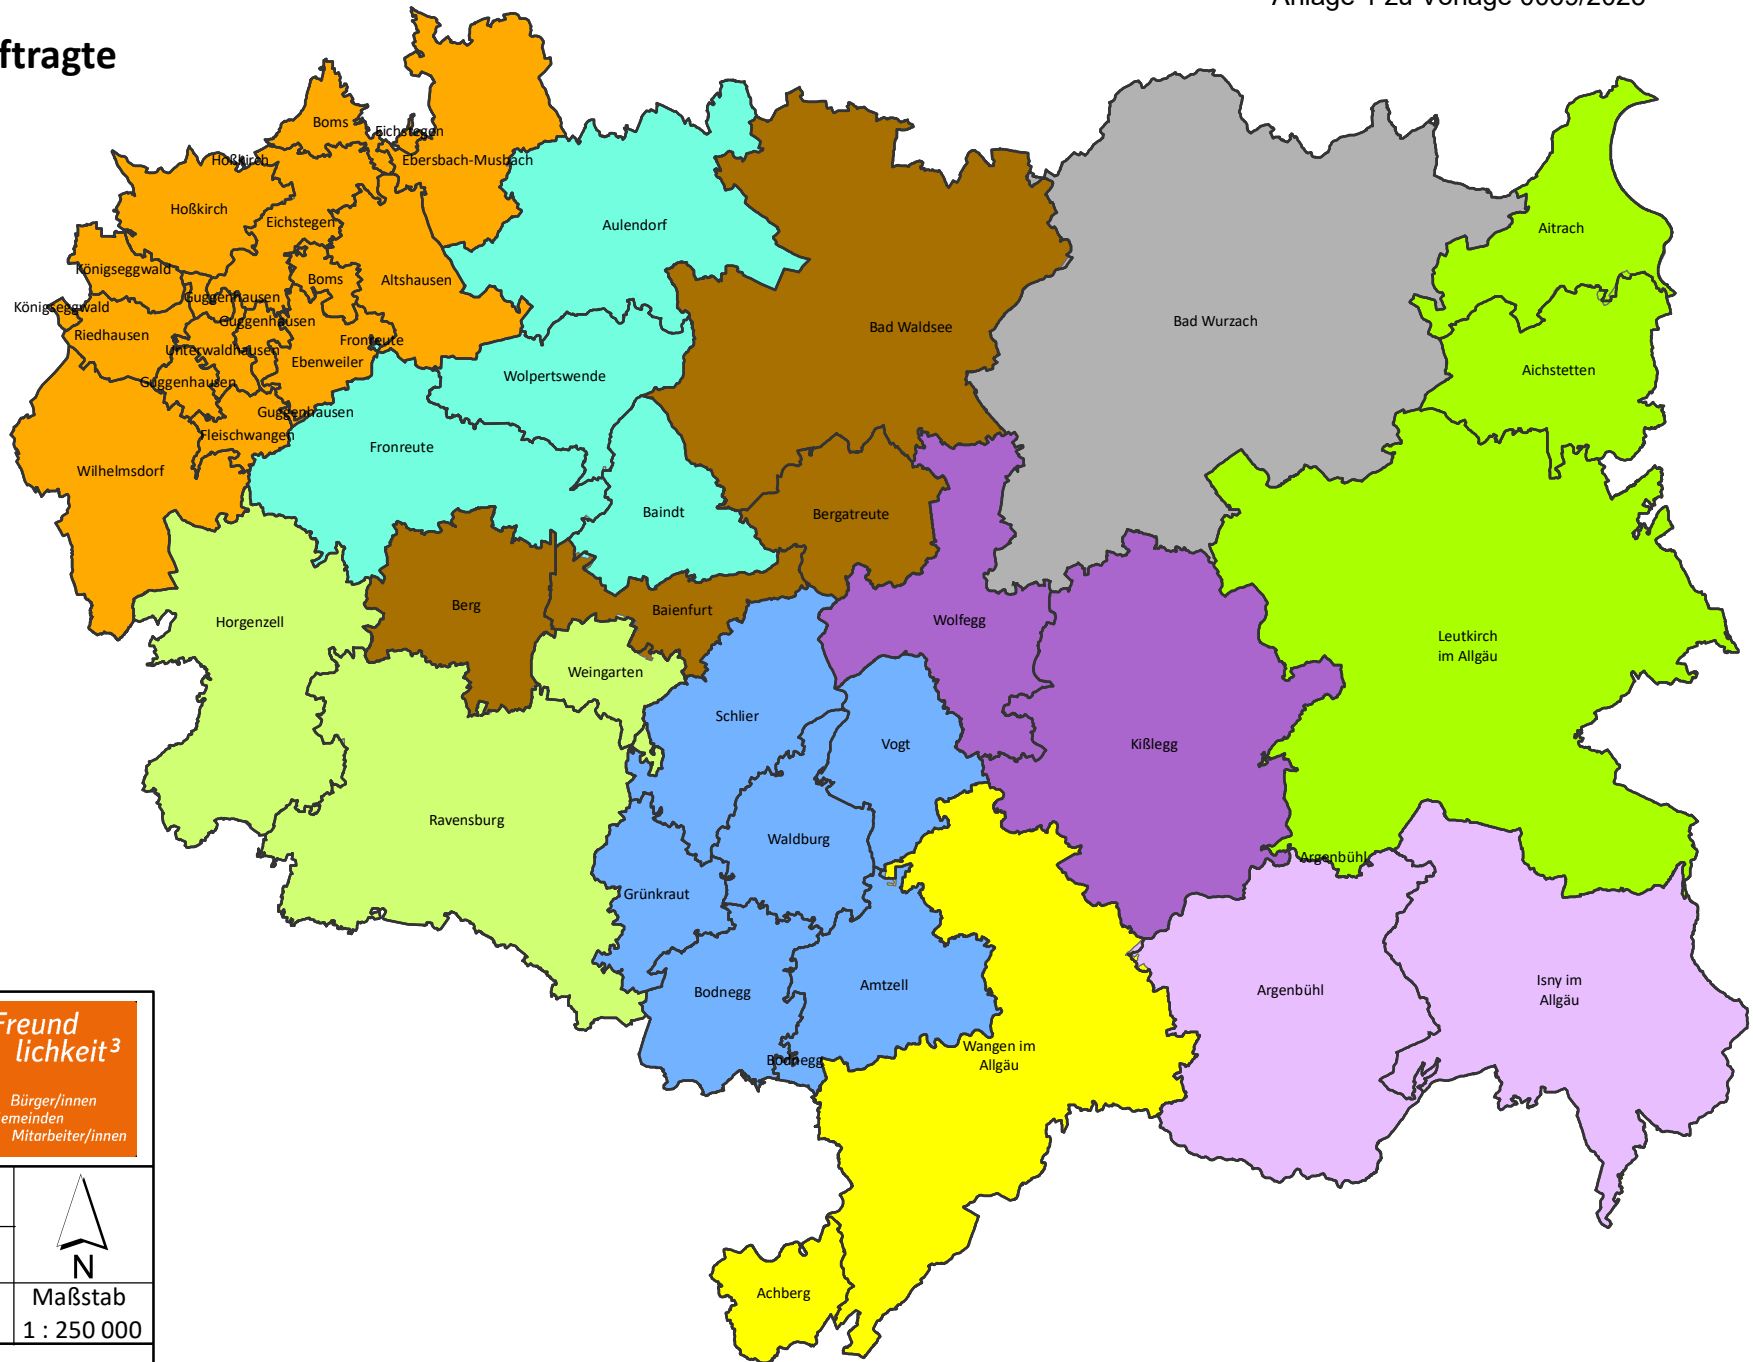 ftragte
Boms
Eichstegen
Hoßkirch
Ebersbach-Musbach
Hoßkirch
Eichstegen
Aulendorf
Aitrach
Königseggwald
Boms
Altshausen
Guggenhausen
Königseggwald
Guggenhausen
Bad Wurzach
Bad Waldsee
Riedhausen
Fronreute
Unterwaldhausen
Ebenweiler
Aichstetten
Wolpertswende
Guggenhausen
Guggenhausen
Fleischwangen
Fronreute
Wilhelmsdorf
Baindt
Bergatreute
Berg
Baienfurt
Horgenzell
Wolfegg
Leutkirch
im Allgäu
Weingarten
Schlier
Vogt
Kißlegg
Ravensburg
Waldburg
Argenbühl
Grünkraut
Bodnegg
Amtzell
Argenbühl
Isny im
Allgäu
Wangen im
Allgäu
Bodnegg
Achberg
Freund
lichkeit³
Bürger/innen
emeinden
Mitarbeiter/innen
N
Maßstab
1 : 250 000